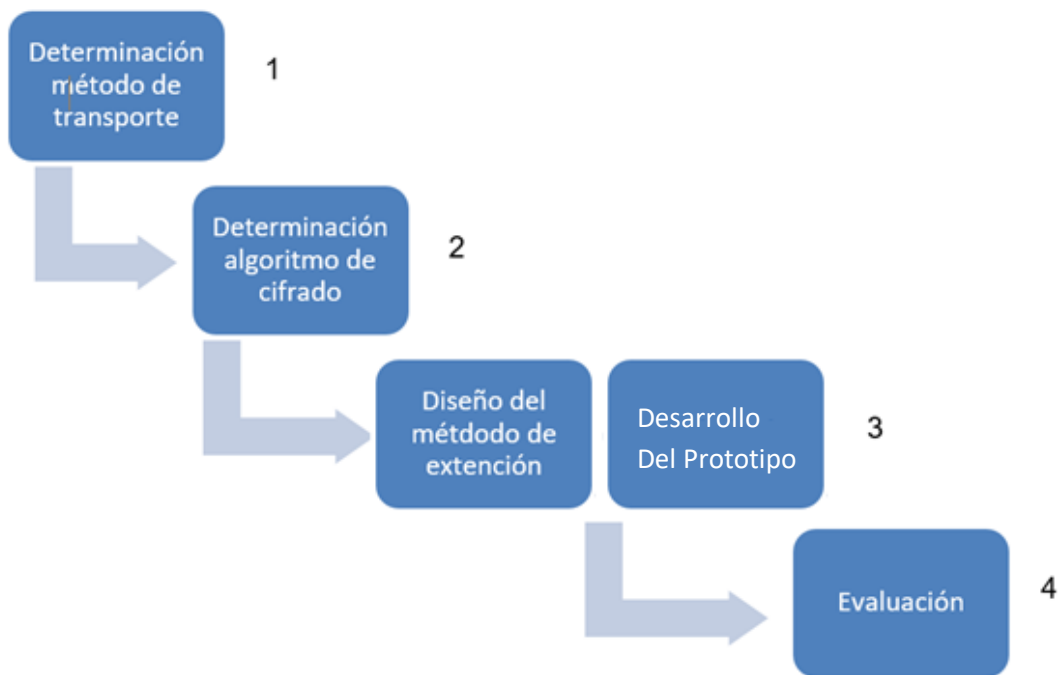 Determinación
método de
transporte
1
Determinación
algoritmo de
cifrado
2
Diseño del
métdodo de
extención
Desarrollo
Del Prototipo
3
Evaluación
4